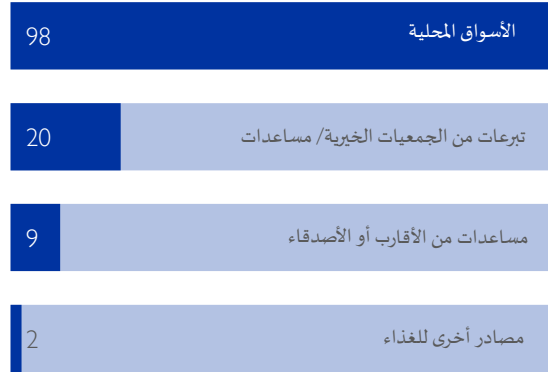 الأسواق المحلية 98
تبرعات من الجمعيات الخيرية/ مساعدات 20
مساعدات من الأقارب أو الأصدقاء 9
مصادر أخرى للغذاء 2